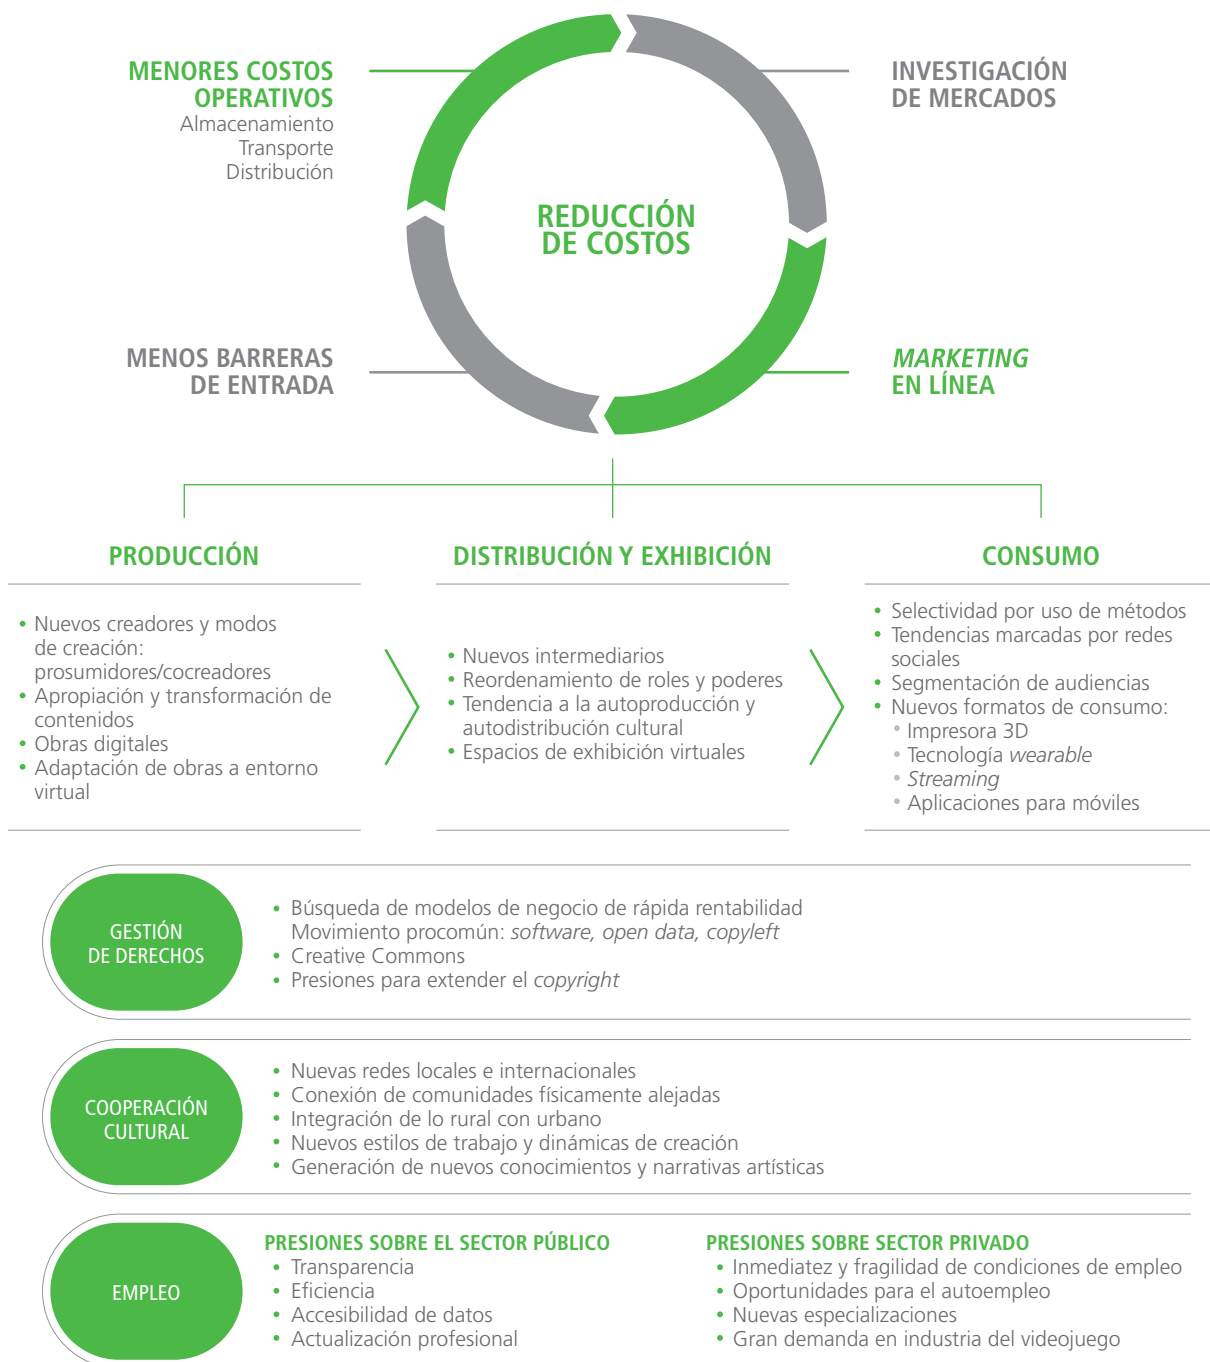 MENORES COSTOS
OPERATIVOS
Almacenamiento
Transporte
Distribución
INVESTIGACIÓN
DE MERCADOS
REDUCCIÓN
DE COSTOS
MENOS BARRERAS
DE ENTRADA
MARKETING
EN LÍNEA
PRODUCCIÓN
• Nuevos creadores y modos
de creación:
prosumidores/cocreadores
• Apropiación y transformación de
contenidos
• Obras digitales
• Adaptación de obras a entorno
virtual
DISTRIBUCIÓN Y EXHIBICIÓN
• Nuevos intermediarios
• Reordenamiento de roles y poderes
• Tendencia a la autoproducción y
autodistribución cultural
• Espacios de exhibición virtuales
CONSUMO
• Selectividad por uso de métodos
• Tendencias marcadas por redes
sociales
• Segmentación de audiencias
• Nuevos formatos de consumo:
• Impresora 3D
• Tecnología wearable
• Streaming
• Aplicaciones para móviles
GESTIÓN
DE DERECHOS
• Búsqueda de modelos de negocio de rápida rentabilidad
Movimiento procomún: software, open data, copyleft
• Creative Commons
• Presiones para extender el copyright
COOPERACIÓN
CULTURAL
• Nuevas redes locales e internacionales
• Conexión de comunidades físicamente alejadas
• Integración de lo rural con urbano
• Nuevos estilos de trabajo y dinámicas de creación
• Generación de nuevos conocimientos y narrativas artísticas
EMPLEO
PRESIONES SOBRE EL SECTOR PÚBLICO
• Transparencia
• Eficiencia
• Accesibilidad de datos
• Actualización profesional
PRESIONES SOBRE SECTOR PRIVADO
• Inmediatez y fragilidad de condiciones de empleo
• Oportunidades para el autoempleo
• Nuevas especializaciones
• Gran demanda en industria del videojuego